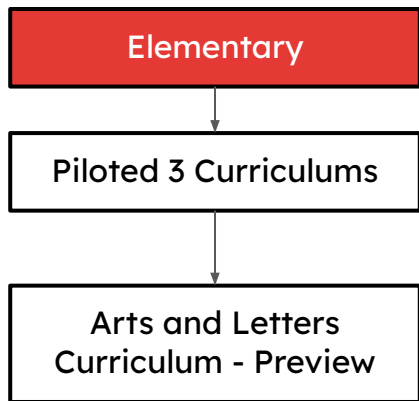 Elementary
Piloted 3 Curriculums
Arts and Letters
Curriculum - Preview